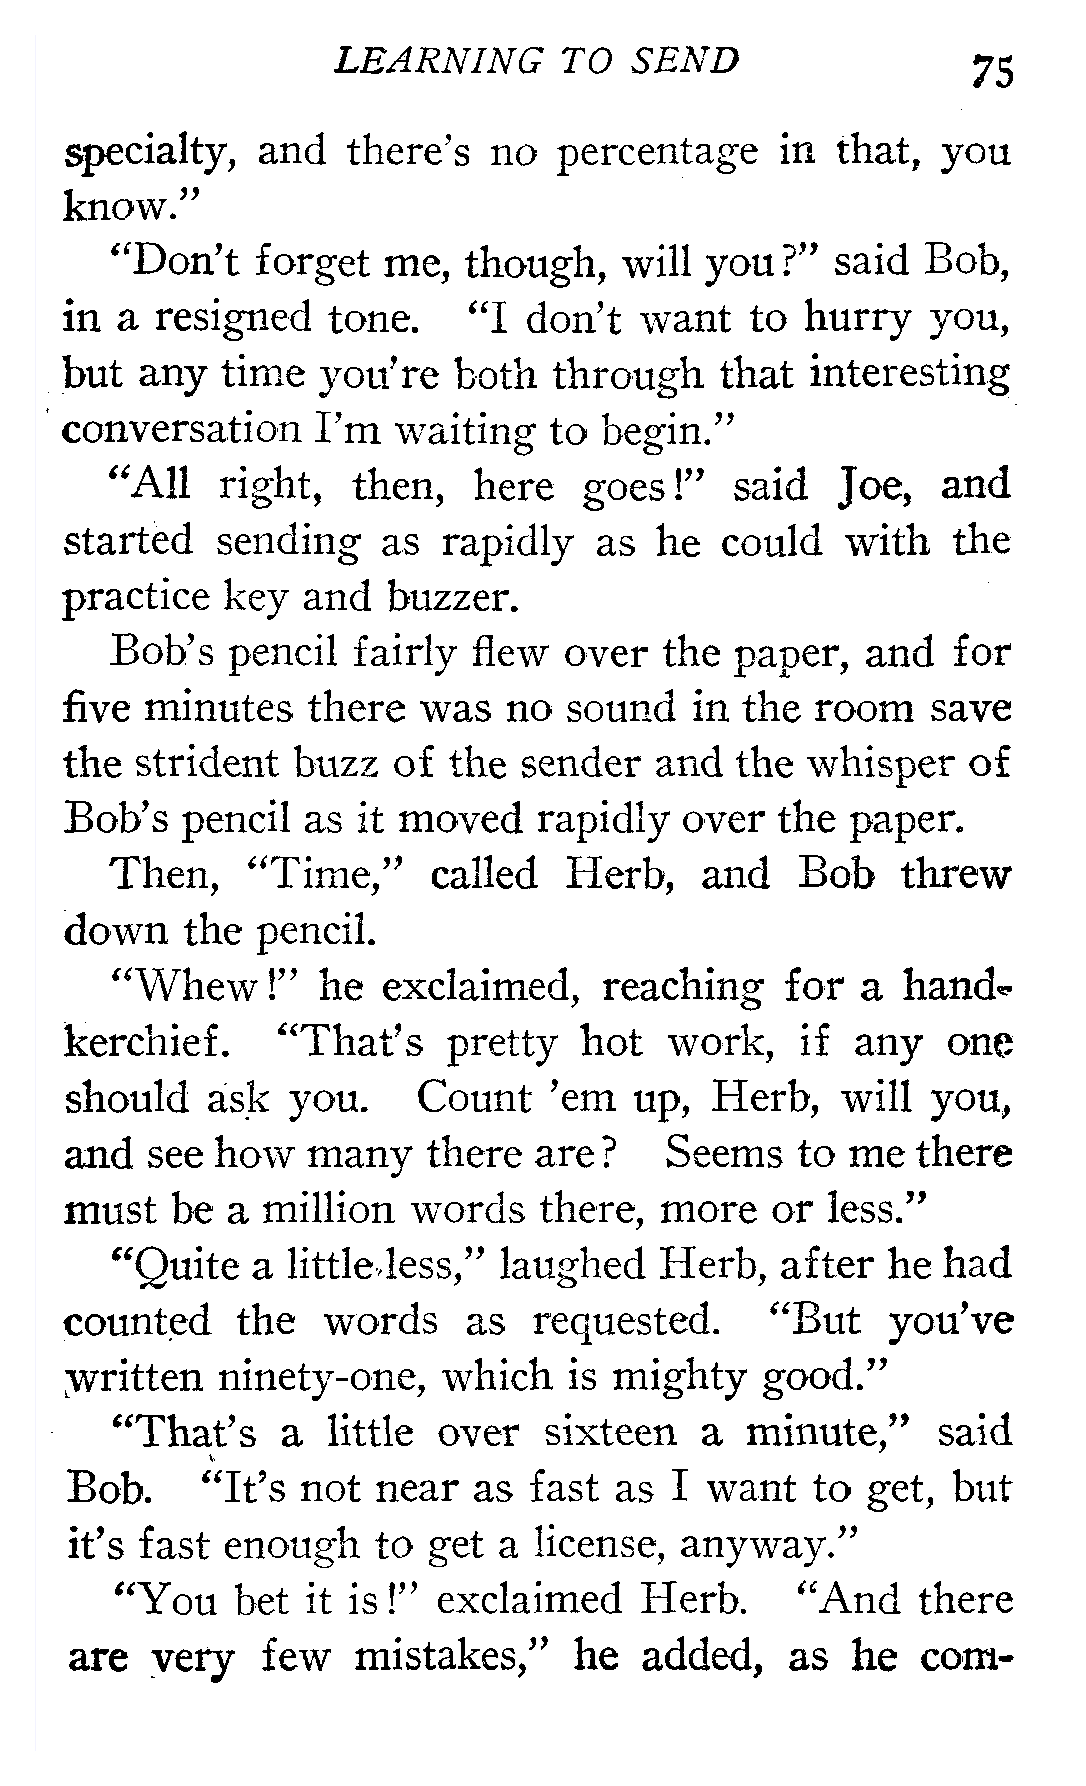 LEARNING TO SEND 75
specialty, and there's no percentage in that, you
know."
"Don't forget me, though, will you?" said Bob,
in a resigned tone. "I don't want to hurry you,
but any time you're both through that interesting
conversation I'm waiting to begin."
"All right, then, here goes!" said Joe, and
started sending as rapidly as he could with the
practice key and buzzer.
Bob's pencil fairly flew over the paper, and for
five minutes there was no sound in the room save
the strident buzz of the sender and the whisper of
Bob's pencil as it moved rapidly over the paper.
Then, "Time," called Herb, and Bob threw
down the pencil.
"Whew!" he exclaimed, reaching for a hand-
kerchief. "That's pretty hot work, if any one
should ask you. Count 'em up, Herb, will you,
and see how many there are? Seems to me there
must be a million words there, more or less."
"Quite a little less," laughed Herb, after he had
counted the words as requested. "But you've
written ninety-one, which is mighty good."
"That's a little over sixteen a minute," said
Bob. "It's not near as fast as I want to get, but
it's fast enough to get a license, anyway."
"You bet it is!" exclaimed Herb. "And there
are very few mistakes," he added, as he com-